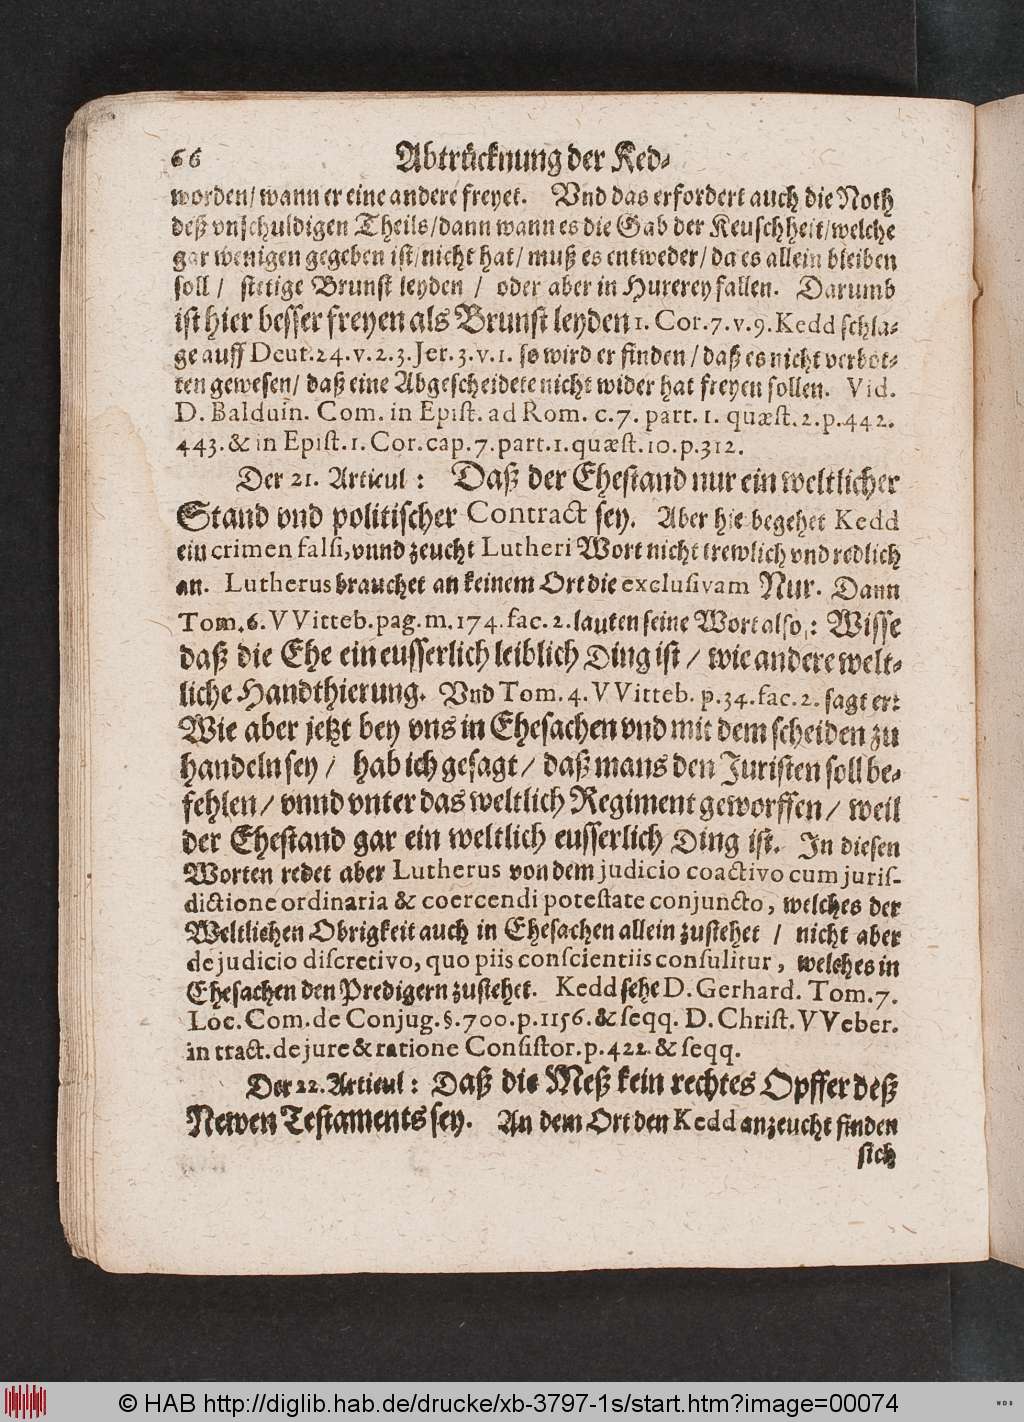 66 Abtrücknung der Ked-
worden/ wann er eine andere freyet. Vnd das erfordert auch die Noth
deß vnschuldigen Theils/ dann wann es die Gab der Keuschheit/ welche
gar wenigen gegeben ist/ nicht hat/ muß es entweder/ da es allein bleiben
soll / stetige Brunst leyden / oder aber in Hurerey fallen. Darumb
ist hier besser freyen als Brunst leyden 1. Cor. 7. v. 9. Kedd schla-
ge auff Deut. 24. v. 2. 3. Jer. 3. v. 1. so wird er finden / daß es nicht verbot-
ten gewesen/ daß eine Abgescheidete nicht wider hat freyen sollen. Vid.
D. Balduin. Com. in Epist. ad Rom. c. 7. part. 1. quæst. 2. p. 442.
443. & in Epist. 1. Cor. cap. 7. part. 1. quæst. 10. p. 312.
Der 21. Articul : Daß der Ehestand nur ein weltlicher
Stand vnd politischer Contract sey. Aber hie begehet Kedd
ein crimen falsi, vnnd zeucht Lutheri Wort nicht trewlich vnd redlich
an. Lutherus brauchet an keinem Ort die exclusivam Nur. Dann
Tom. 6. VVitteb. pag. m. 174. fac. 2. lauten seine Wort also : Wisse
daß die Ehe ein eusserlich leiblich Ding ist / wie andere welt-
liche Handthierung. Vnd Tom. 4. VVitteb. p. 34. fac. 2. sagt er:
Wie aber jetzt bey vns in Ehesachen vnd mit dem scheiden zu
handeln sey / hab ich gesagt / daß mans den Juristen soll be-
fehlen / vnnd vnter das weltlich Regiment geworffen / weil
der Ehestand gar ein weltlich eusserlich Ding ist. In diesen
Worten redet aber Lutherus von dem judicio coactivo cum juris-
dictione ordinaria & coercendi potestate conjuncto, welches der
Weltlichen Obrigkeit auch in Ehesachen allein zustehet / nicht aber
de judicio discretivo, quo piis conscientiis consulitur, welches in
Ehesachen den Predigern zustehet. Kedd sehe D. Gerhard. Tom. 7.
Loc. Com. de Conjug. §. 700. p. 1156. & seqq. D. Christ. VVeber.
in tract. de jure & ratione Consistor. p. 422. & seqq.
Der 22. Articul : Daß die Meß kein rechtes Opffer deß
Newen Testaments sey. An dem Ort den Kedd anzeucht finden
sich
© HAB http://diglib.hab.de/drucke/xb-3797-1s/start.htm?image=00074